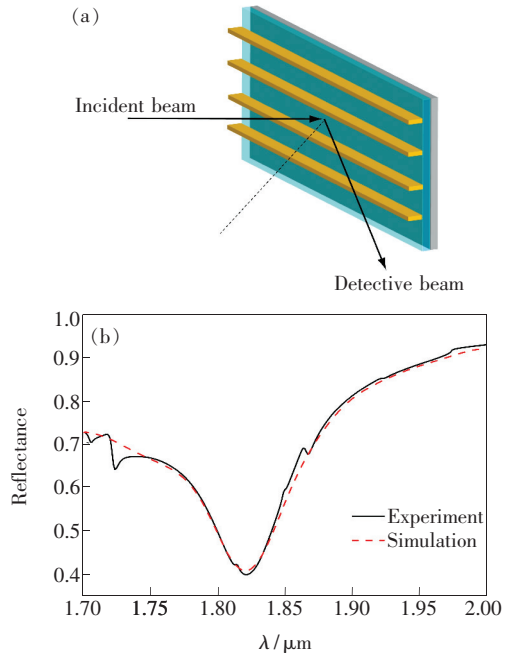 (a)
Incident beam
Detective beam
(b)
Reflectance
1.0
0.9
0.8
0.7
0.6
0.5
0.4
Experiment
Simulation
1.70 1.75 1.80 1.85 1.90 1.95 2.00
λ/μm